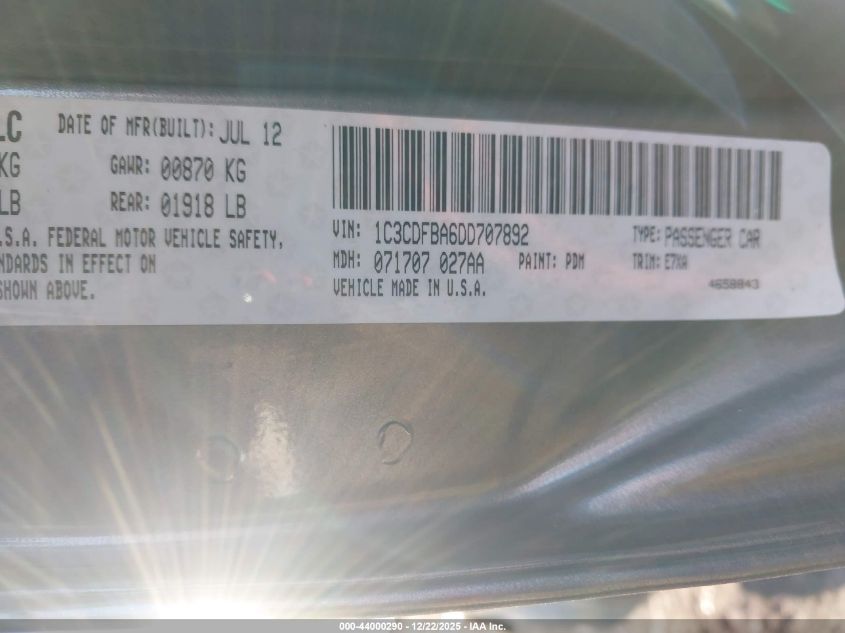 LC
DATE OF MFR(BUILT): JUL 12
KG
GAWR: 00870 KG
LB
REAR: 01918 LB
.S.A. FEDERAL MOTOR VEHICLE SAFETY,
NDARDS IN EFFECT ON
SHOWN ABOVE.
VIN: 1C3CDFBA6DD707892
TYPE: PASSENGER CAR
MDH: 071707 027AA
PAINT: PDM
TRIM: E7XA
VEHICLE MADE IN U.S.A.
4658843
000-44000290 - 12/22/2025 - IAA Inc.